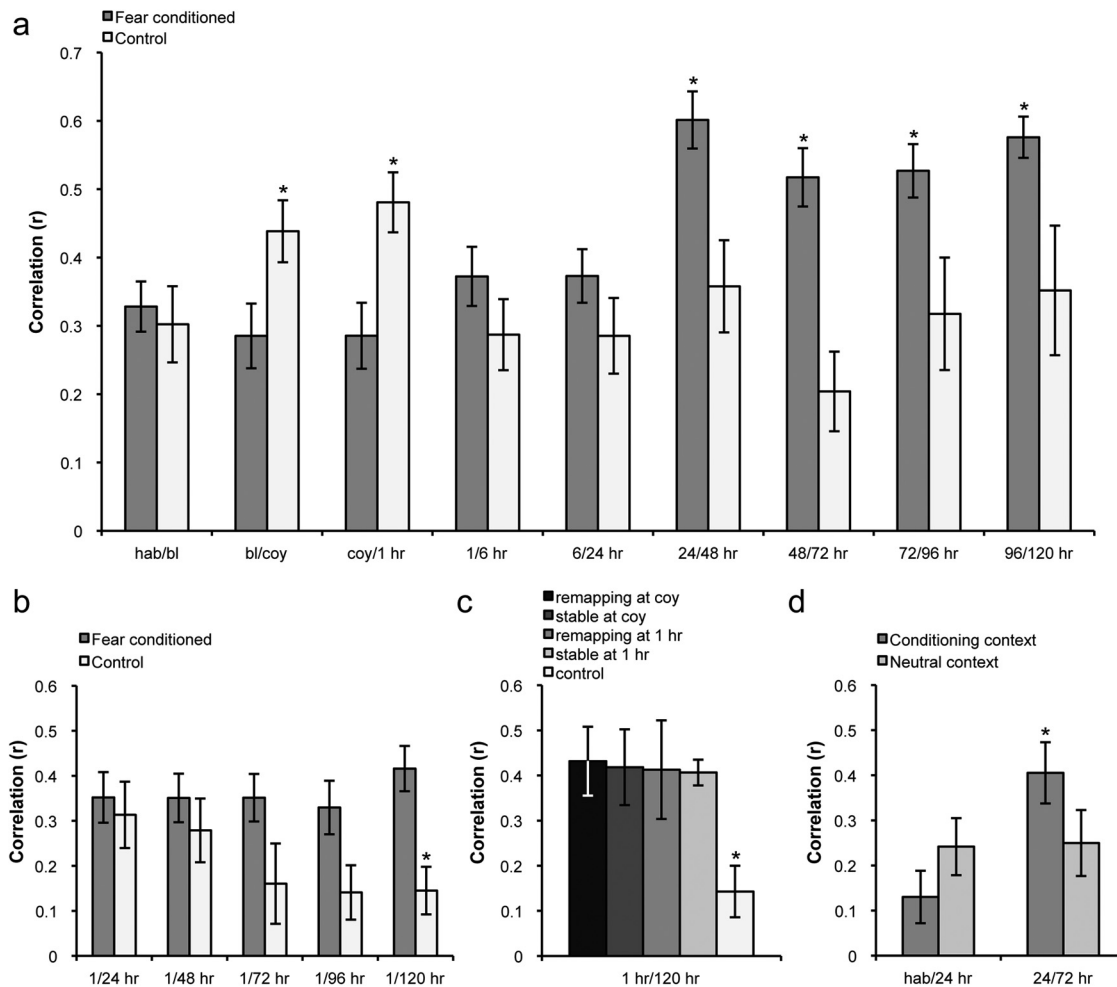 a
Fear conditioned
Control
Correlation (r)
0.7
0.6
0.5
0.4
0.3
0.2
0.1
0
* * * * * *
hab/bl bl/coy coy/1 hr 1/6 hr 6/24 hr 24/48 hr 48/72 hr 72/96 hr 96/120 hr
b
Fear conditioned
Control
Correlation (r)
0.6
0.5
0.4
0.3
0.2
0.1
0
*
1/24 hr 1/48 hr 1/72 hr 1/96 hr 1/120 hr
c
remapping at coy
stable at coy
remapping at 1 hr
stable at 1 hr
control
Correlation (r)
0.6
0.5
0.4
0.3
0.2
0.1
0
*
1 hr/120 hr
d
Conditioning context
Neutral context
Correlation (r)
0.6
0.5
0.4
0.3
0.2
0.1
0
*
hab/24 hr 24/72 hr